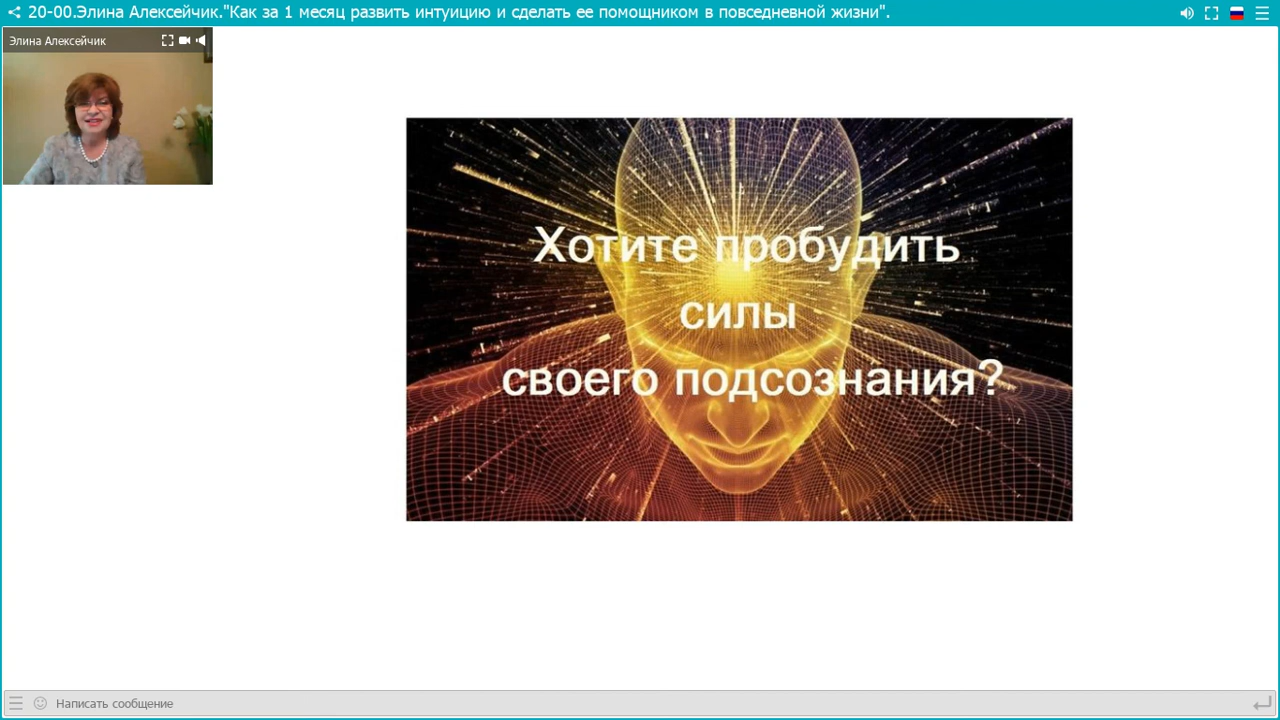 20-00.Элина Алексейчик."Как за 1 месяц развить интуицию и сделать ее помощником в повседневной жизни".
Элина Алексейчик
Хотите пробудить
силы
своего подсознания?
Написать сообщение